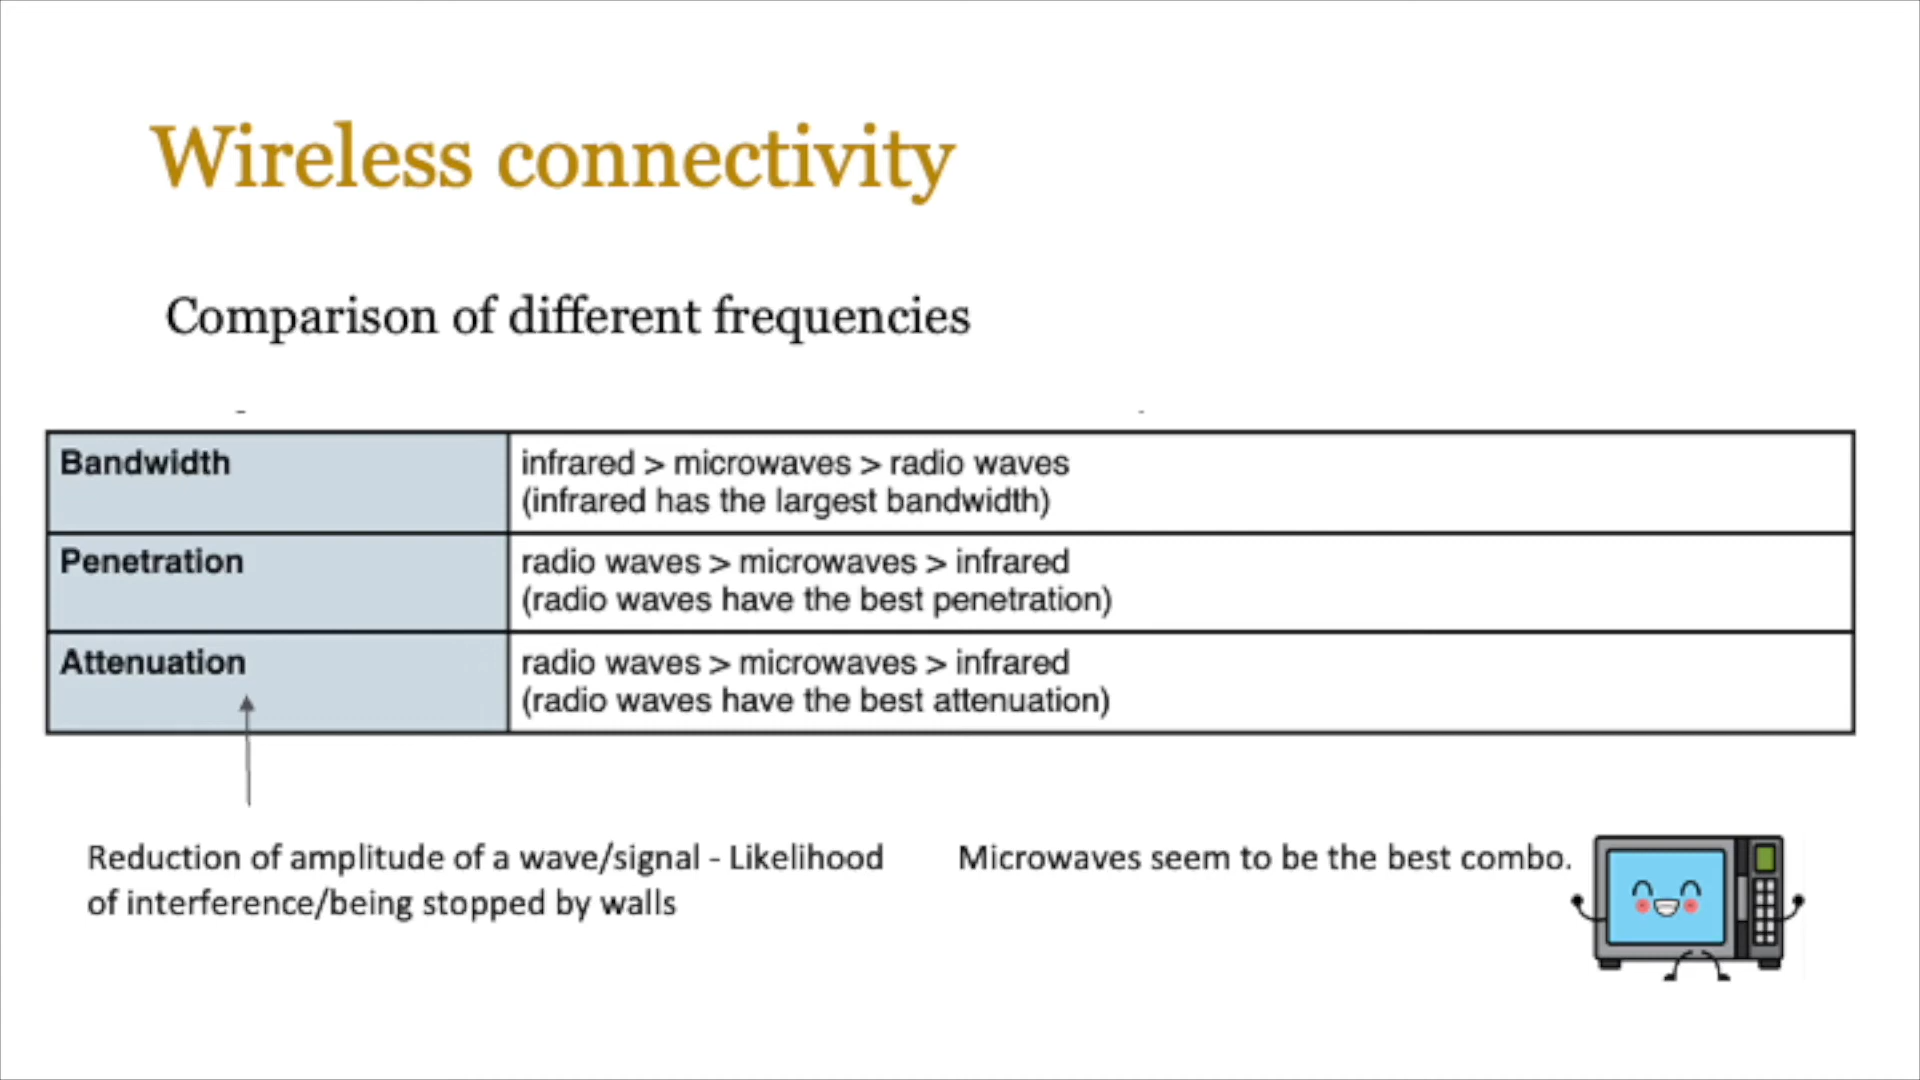 Wireless connectivity
Comparison of different frequencies
Bandwidth
infrared > microwaves > radio waves
(infrared has the largest bandwidth)
Penetration
radio waves > microwaves > infrared
(radio waves have the best penetration)
Attenuation
radio waves > microwaves > infrared
(radio waves have the best attenuation)
Reduction of amplitude of a wave/signal - Likelihood
of interference/being stopped by walls
Microwaves seem to be the best combo.